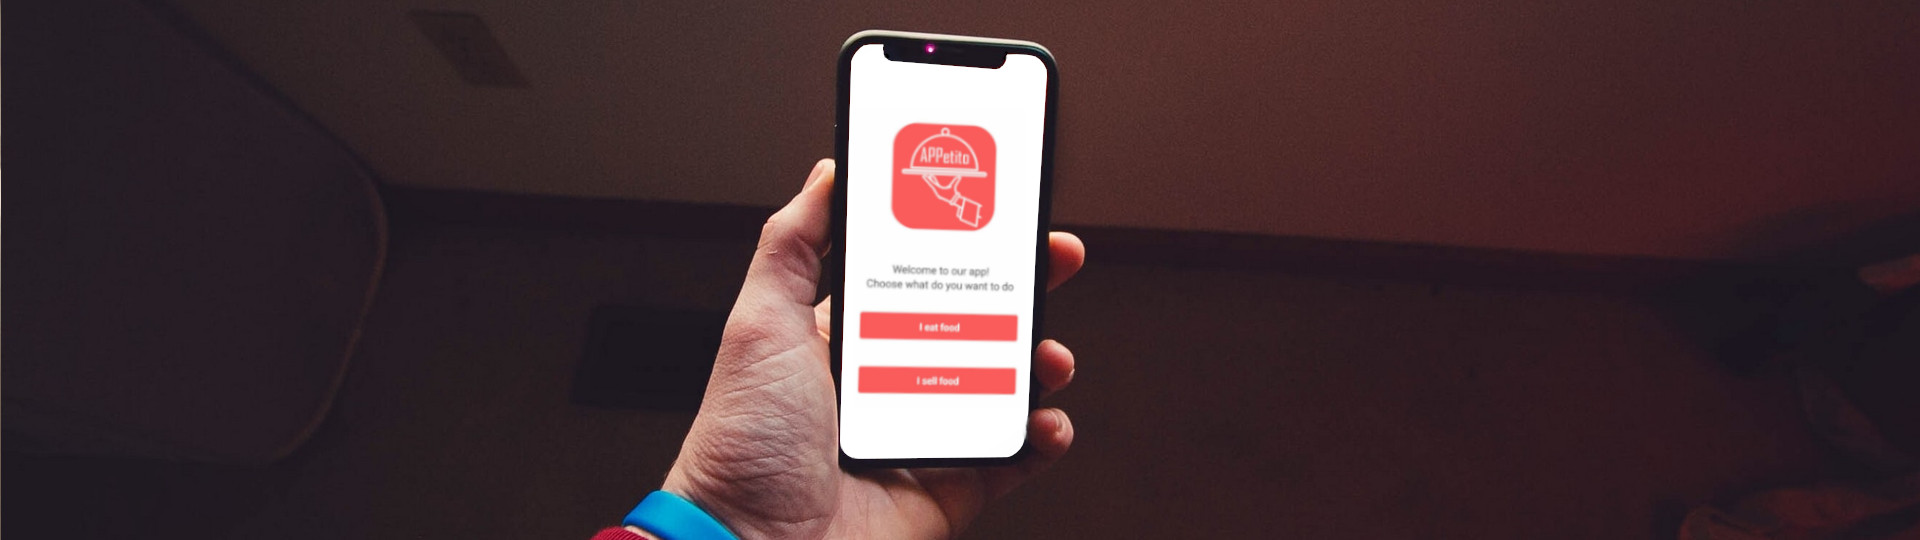 APPetito
Welcome to our app!
Choose what do you want to do
I eat food
I sell food